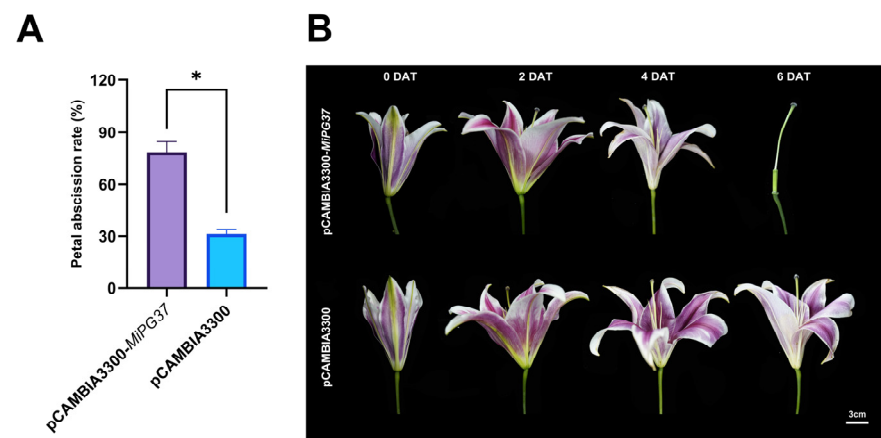 A
B
Petal abscission rate (%)
120
90
60
30
0
*
pCAMBIA3300-MiPG37
pCAMBIA3300
0 DAT
2 DAT
4 DAT
6 DAT
pCAMBIA3300-MiPG37
pCAMBIA3300
3cm